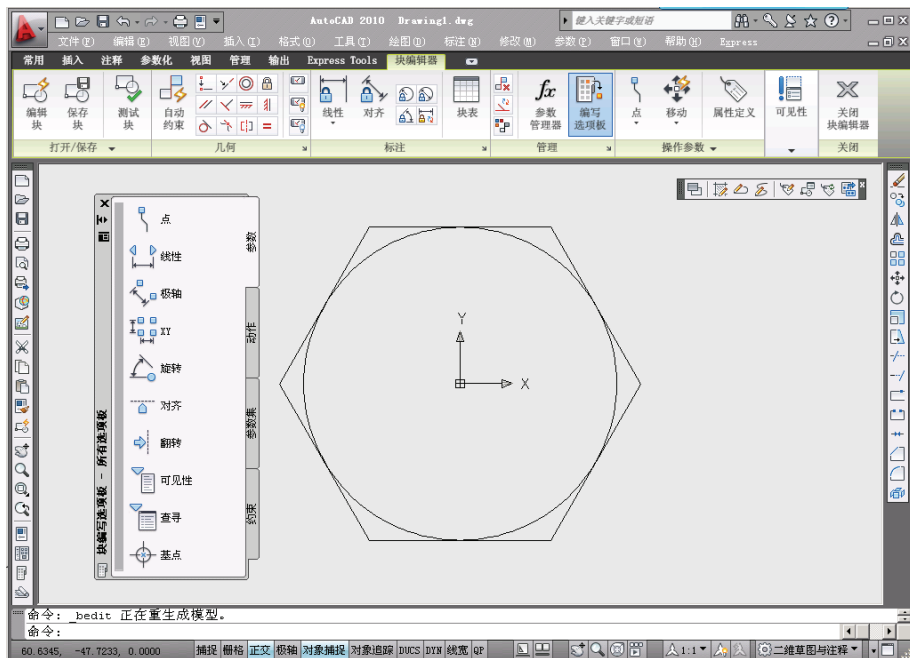 AutoCAD 2010 Drawing1.dwg
键入关键字或短语
文件(F) 编辑(E) 视图(V) 插入(I) 格式(O) 工具(T) 绘图(D) 标注(N) 修改(M) 参数(P) 窗口(W) 帮助(H) Express
常用 插入 注释 参数化 视图 管理 输出 Express Tools 块编辑器
编辑块
保存块
测试块
自动约束
线性
对齐
块表
fx
参数管理器
编写选项板
点
移动
属性定义
可见性
关闭块编辑器
打开/保存 几何 标注 管理 操作参数 关闭
点
线性
极轴
XY
旋转
对齐
翻转
可见性
查寻
基点
参数
动作
参数集
约束
块编写选项板 - 所有选项板
Y
X
命令: _bedit 正在重生成模型。
命令:
60.6345, -47.7233, 0.0000 捕捉 栅格 正交 极轴 对象捕捉 对象追踪 DUCS DYN 线宽 QP 1:1 二维草图与注释